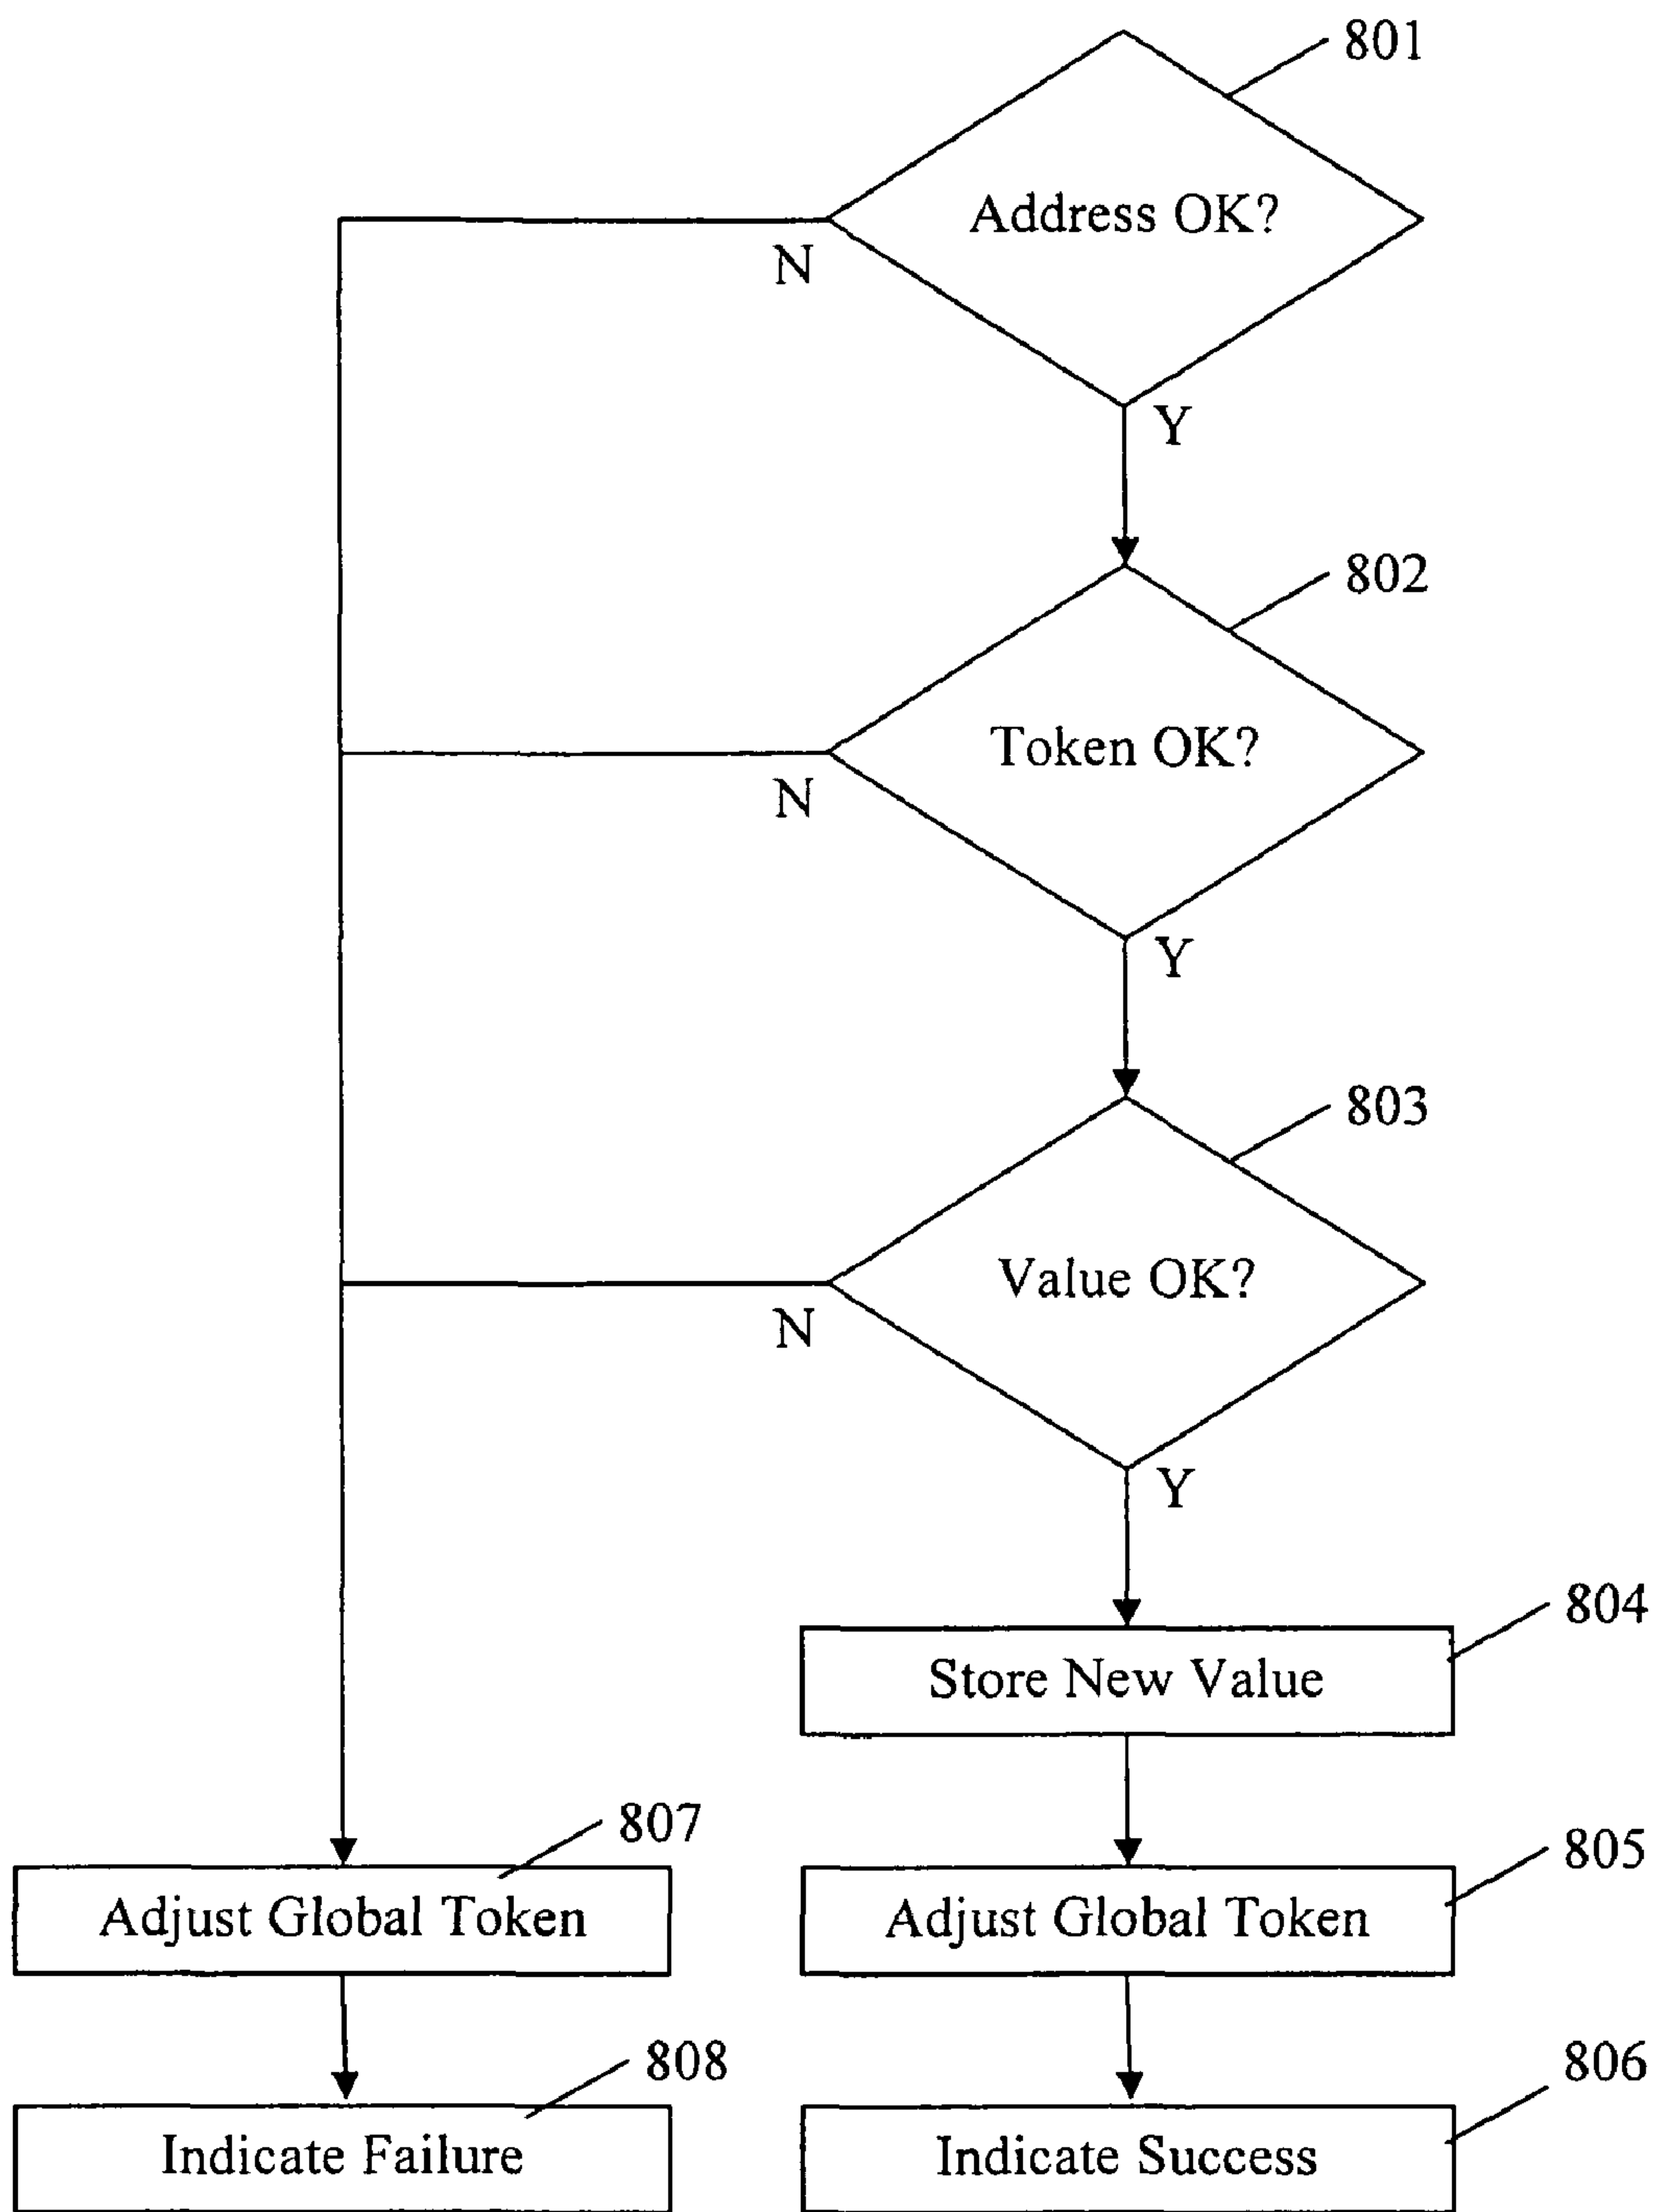 801
Address OK?
N
Y
802
Token OK?
N
Y
803
Value OK?
N
Y
804
Store New Value
807
805
Adjust Global Token
Adjust Global Token
808
806
Indicate Failure
Indicate Success